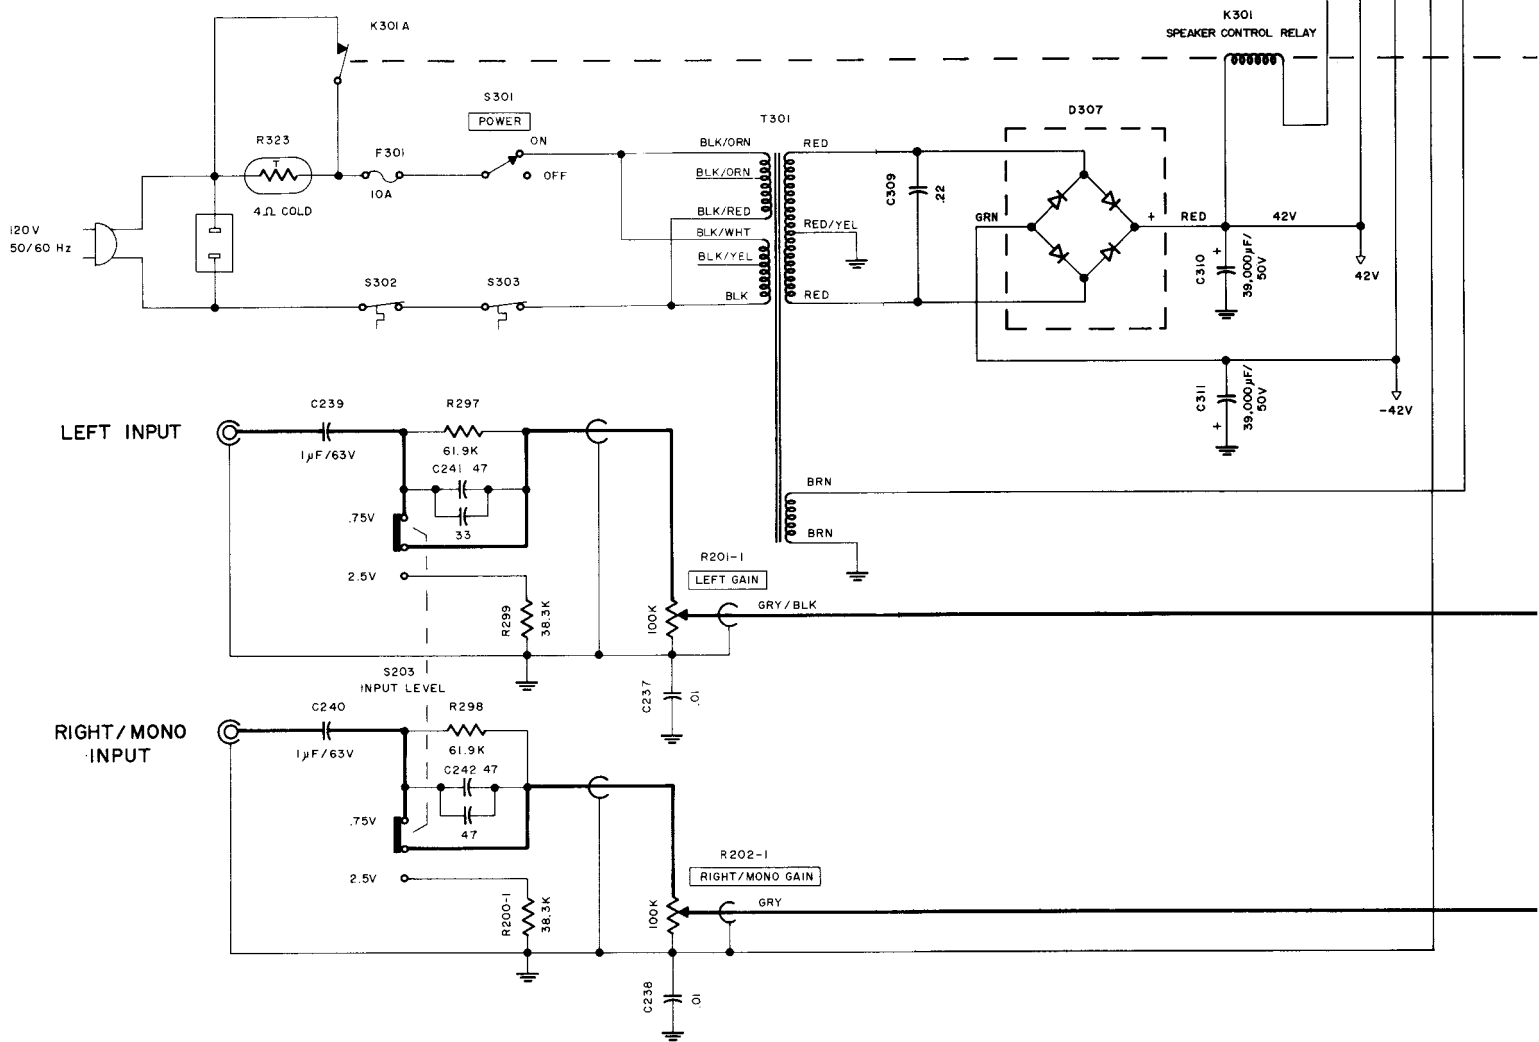 K301
SPEAKER CONTROL RELAY
K301A
S301
POWER
D307
T301
R323
F301
ON
OFF
10A
4Ω COLD
BLK/ORN
RED
BLK/ORN
BLK/RED
BLK/WHT
BLK/YEL
BLK
RED/YEL
RED
C309
.22
GRN
+
RED
42V
C310
+
39,000µF/
50V
42V
120V
50/60 Hz
S302
S303
C311
+
39,000µF/
50V
-42V
LEFT INPUT
C239
1µF/63V
R297
61.9K
C241 47
33
.75V
2.5V
R299
38.3K
BRN
BRN
R201-1
LEFT GAIN
GRY/BLK
100K
C237
.01
S203
INPUT LEVEL
RIGHT/MONO
INPUT
C240
1µF/63V
R298
61.9K
C242 47
47
.75V
2.5V
R200-1
38.3K
R202-1
RIGHT/MONO GAIN
GRY
100K
C238
.01
T